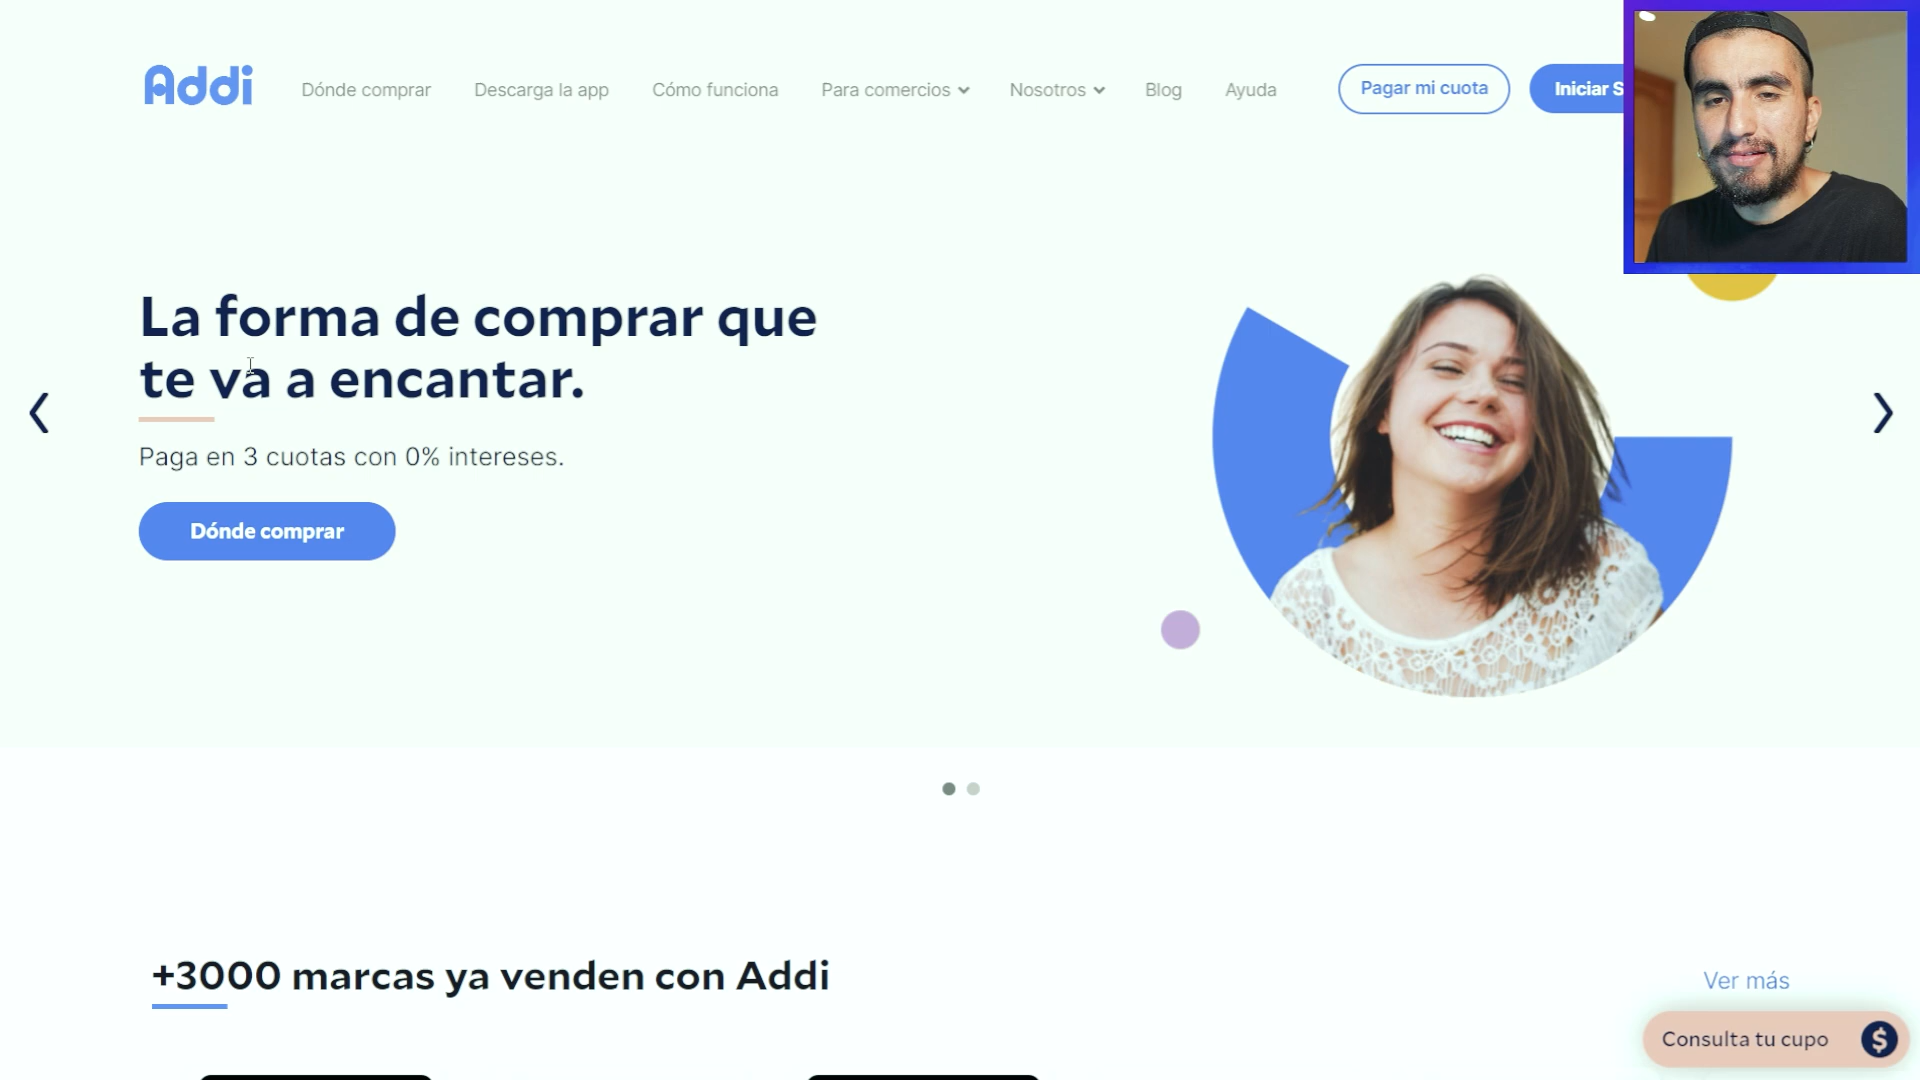 Addi
Dónde comprar
Descarga la app
Cómo funciona
Para comercios
Nosotros
Blog
Ayuda
Pagar mi cuota
Iniciar S
La forma de comprar que
te va a encantar.
Paga en 3 cuotas con 0% intereses.
Dónde comprar
+3000 marcas ya venden con Addi
Ver más
Consulta tu cupo
$